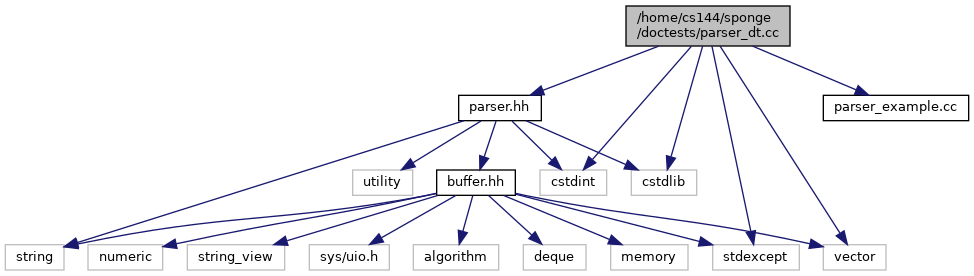 /home/cs144/sponge
/doctests/parser_dt.cc
parser.hh
parser_example.cc
utility
buffer.hh
cstdint
cstdlib
string
numeric
string_view
sys/uio.h
algorithm
deque
memory
stdexcept
vector